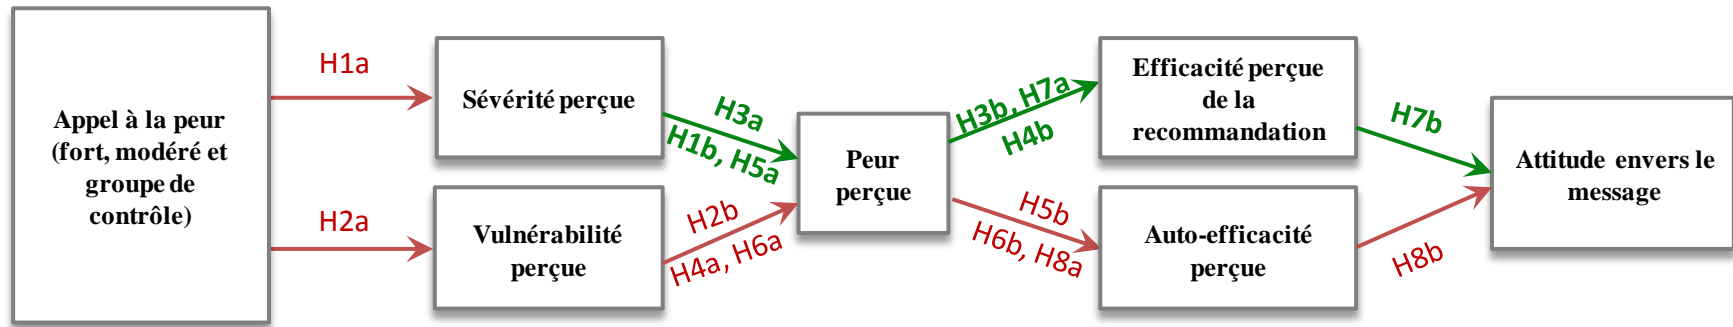 Appel à la peur
(fort, modéré et
groupe de
contrôle)
H1a
H2a
Sévérité perçue
Vulnérabilité
perçue
H3a
H1b, H5a
H2b
H4a, H6a
Peur
perçue
H3b, H7a
H4b
H5b
H6b, H8a
Efficacité perçue
de la
recommandation
Auto-efficacité
perçue
H7b
H8b
Attitude envers le
message